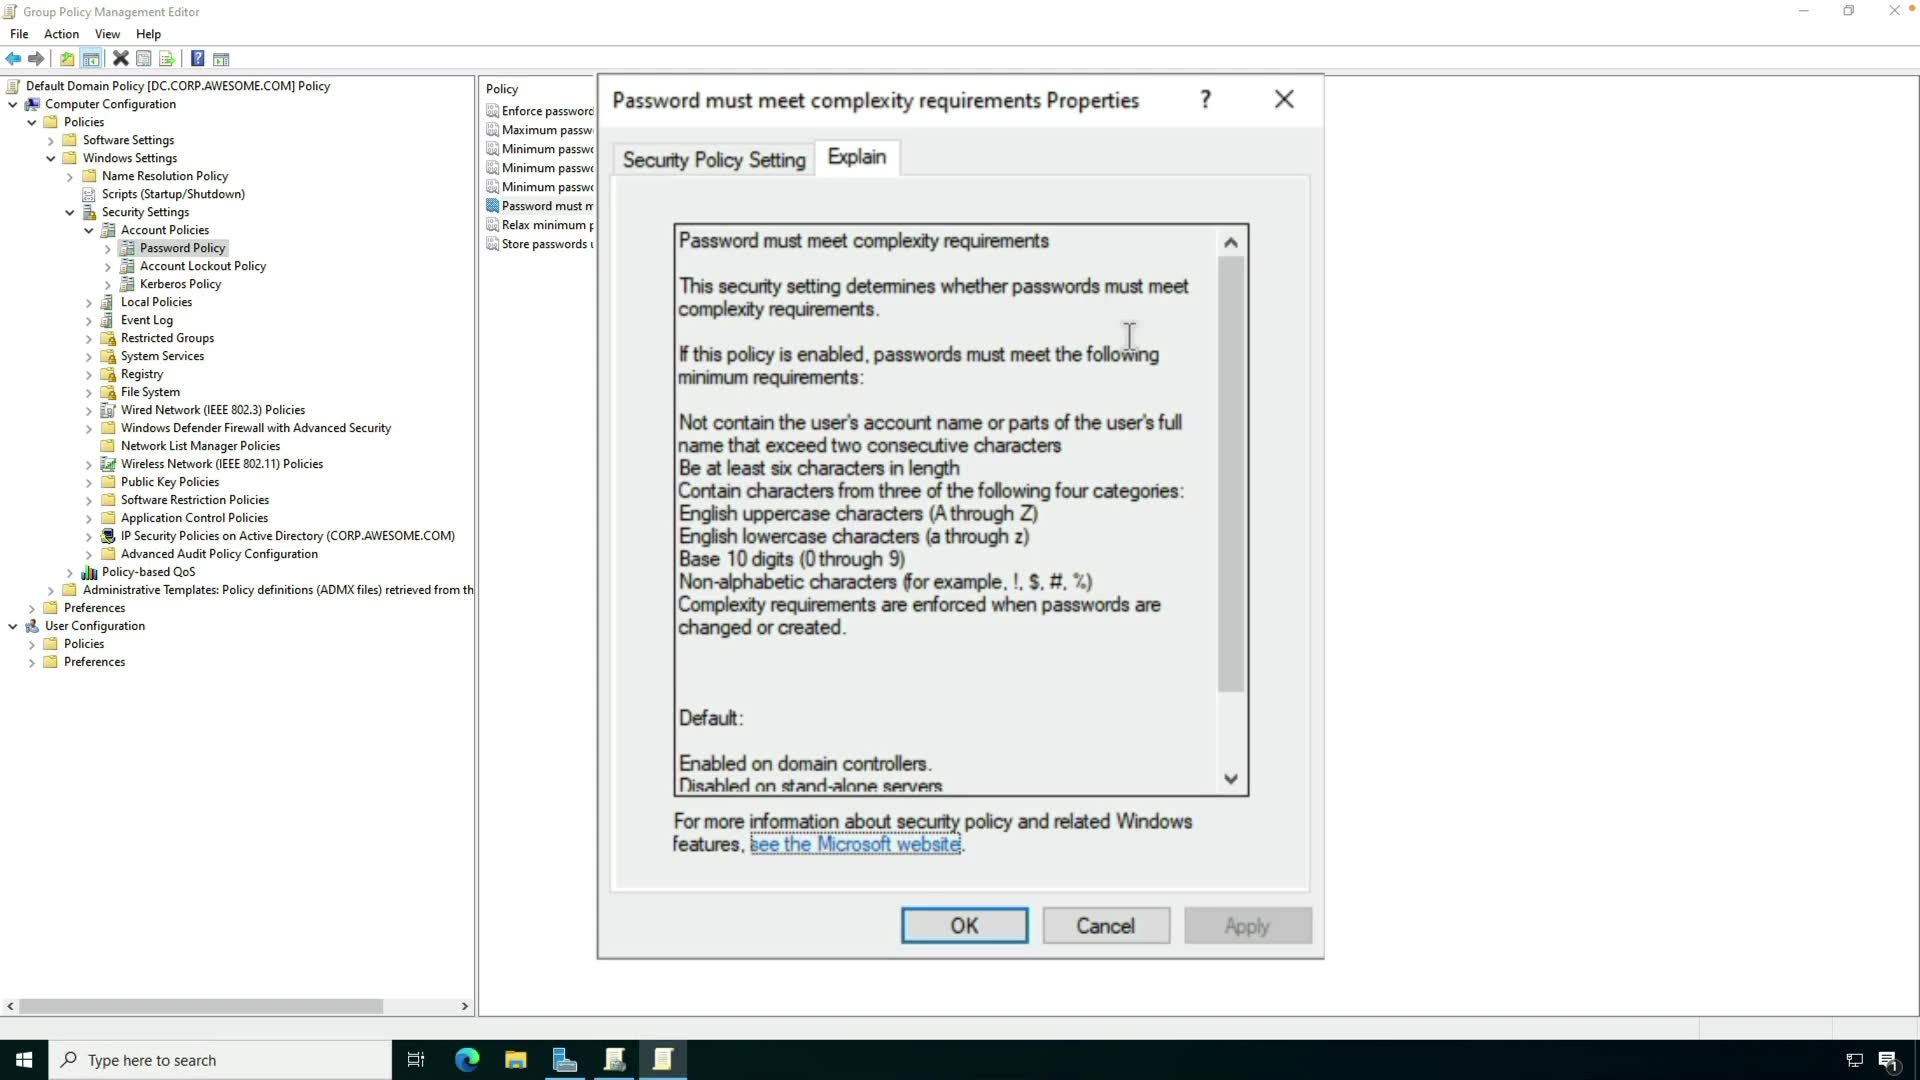 Group Policy Management Editor
File Action View Help
Default Domain Policy [DC.CORP.AWESOME.COM] Policy
Computer Configuration
Policies
Software Settings
Windows Settings
Name Resolution Policy
Scripts (Startup/Shutdown)
Security Settings
Account Policies
Password Policy
Account Lockout Policy
Kerberos Policy
Local Policies
Event Log
Restricted Groups
System Services
Registry
File System
Wired Network (IEEE 802.3) Policies
Windows Defender Firewall with Advanced Security
Network List Manager Policies
Wireless Network (IEEE 802.11) Policies
Public Key Policies
Software Restriction Policies
Application Control Policies
IP Security Policies on Active Directory (CORP.AWESOME.COM)
Advanced Audit Policy Configuration
Policy-based QoS
Administrative Templates: Policy definitions (ADMX files) retrieved from th
Preferences
User Configuration
Policies
Preferences
Policy
Enforce password
Maximum passw
Minimum passw
Minimum passw
Minimum passw
Password must m
Relax minimum p
Store passwords u
Password must meet complexity requirements Properties
?
Security Policy Setting
Explain
Password must meet complexity requirements
This security setting determines whether passwords must meet
complexity requirements.
If this policy is enabled, passwords must meet the following
minimum requirements:
Not contain the user's account name or parts of the user's full
name that exceed two consecutive characters
Be at least six characters in length
Contain characters from three of the following four categories:
English uppercase characters (A through Z)
English lowercase characters (a through z)
Base 10 digits (0 through 9)
Non-alphabetic characters (for example, !, $, #, %)
Complexity requirements are enforced when passwords are
changed or created.
Default:
Enabled on domain controllers.
Disabled on stand-alone servers
For more information about security policy and related Windows
features, see the Microsoft website.
OK
Cancel
Apply
Type here to search
1